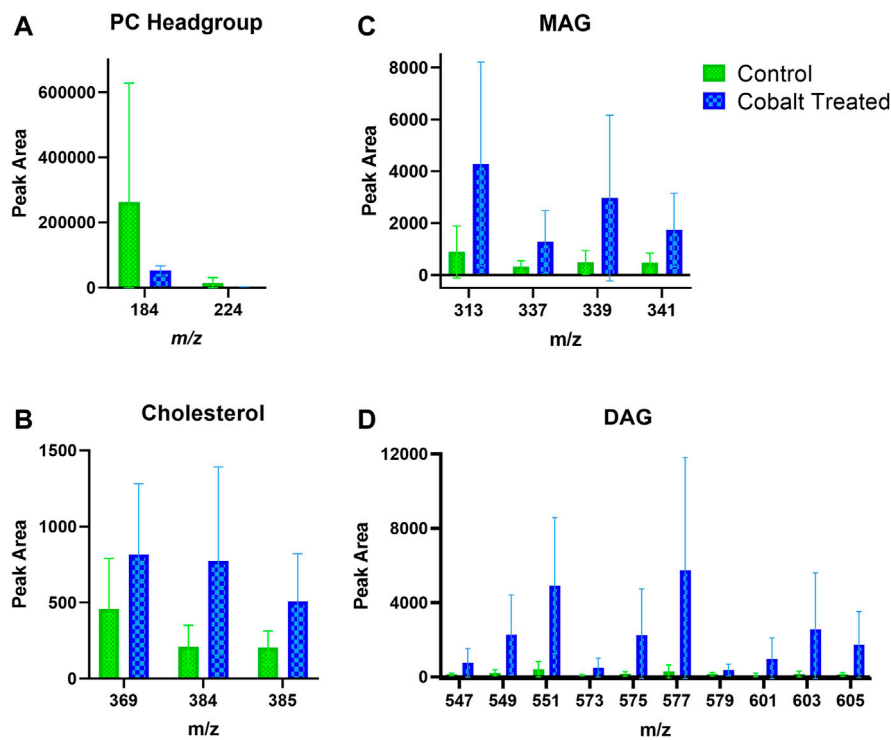 A
PC Headgroup
Peak Area
600000
400000
200000
0
184
224
m/z
C
MAG
Peak Area
8000
6000
4000
2000
0
313
337
339
341
m/z
Control
Cobalt Treated
B
Cholesterol
Peak Area
1500
1000
500
0
369
384
385
m/z
D
DAG
Peak Area
12000
8000
4000
0
547
549
551
573
575
577
579
601
603
605
m/z